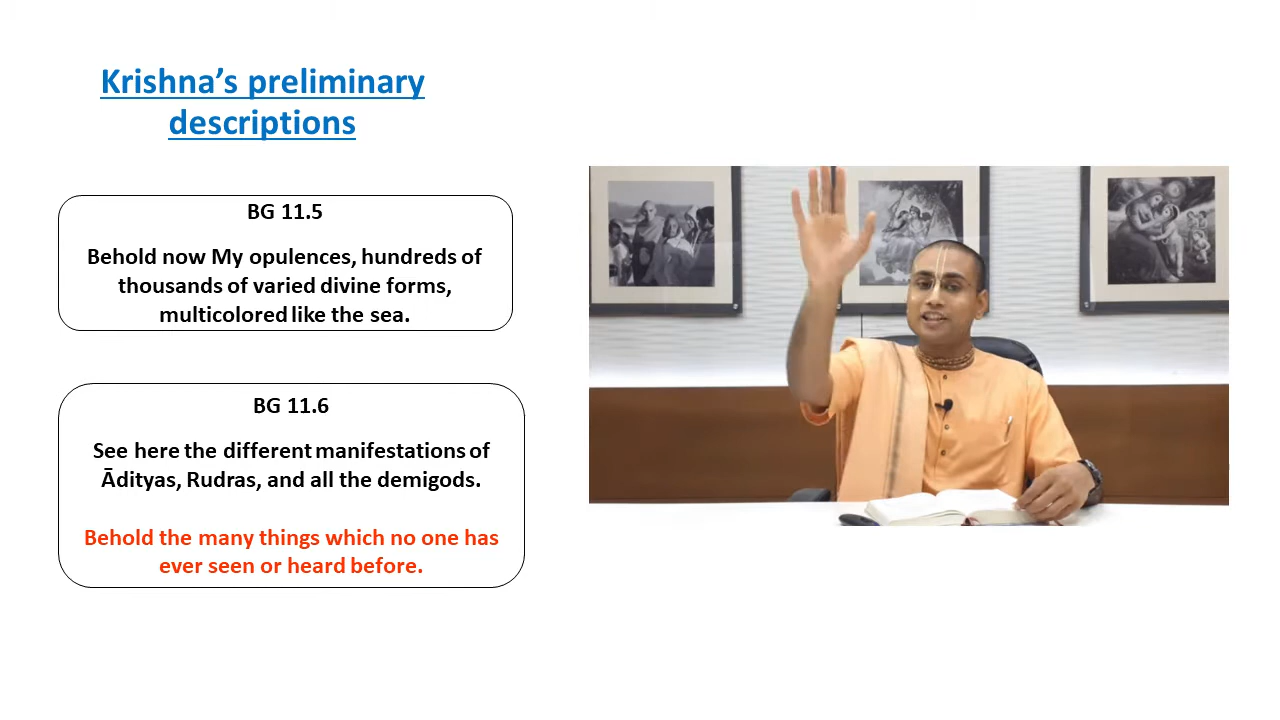 Krishna’s preliminary
descriptions
BG 11.5
Behold now My opulences, hundreds of
thousands of varied divine forms,
multicolored like the sea.
BG 11.6
See here the different manifestations of
Ādityas, Rudras, and all the demigods.
Behold the many things which no one has
ever seen or heard before.